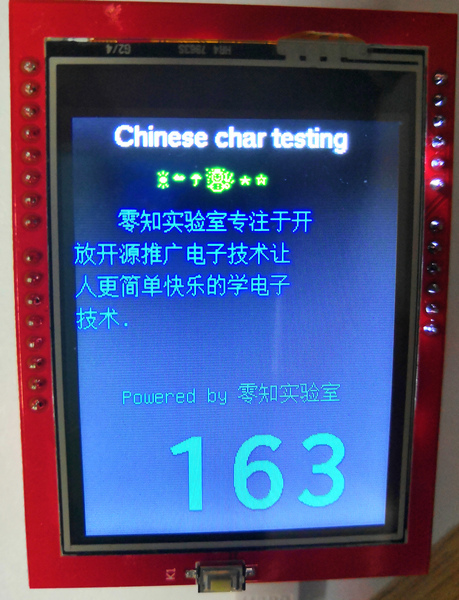 Chinese char testing
零知实验室专注于开
放开源推广电子技术让
人更简单快乐的学电子
技术.
Powered by 零知实验室
163
K1